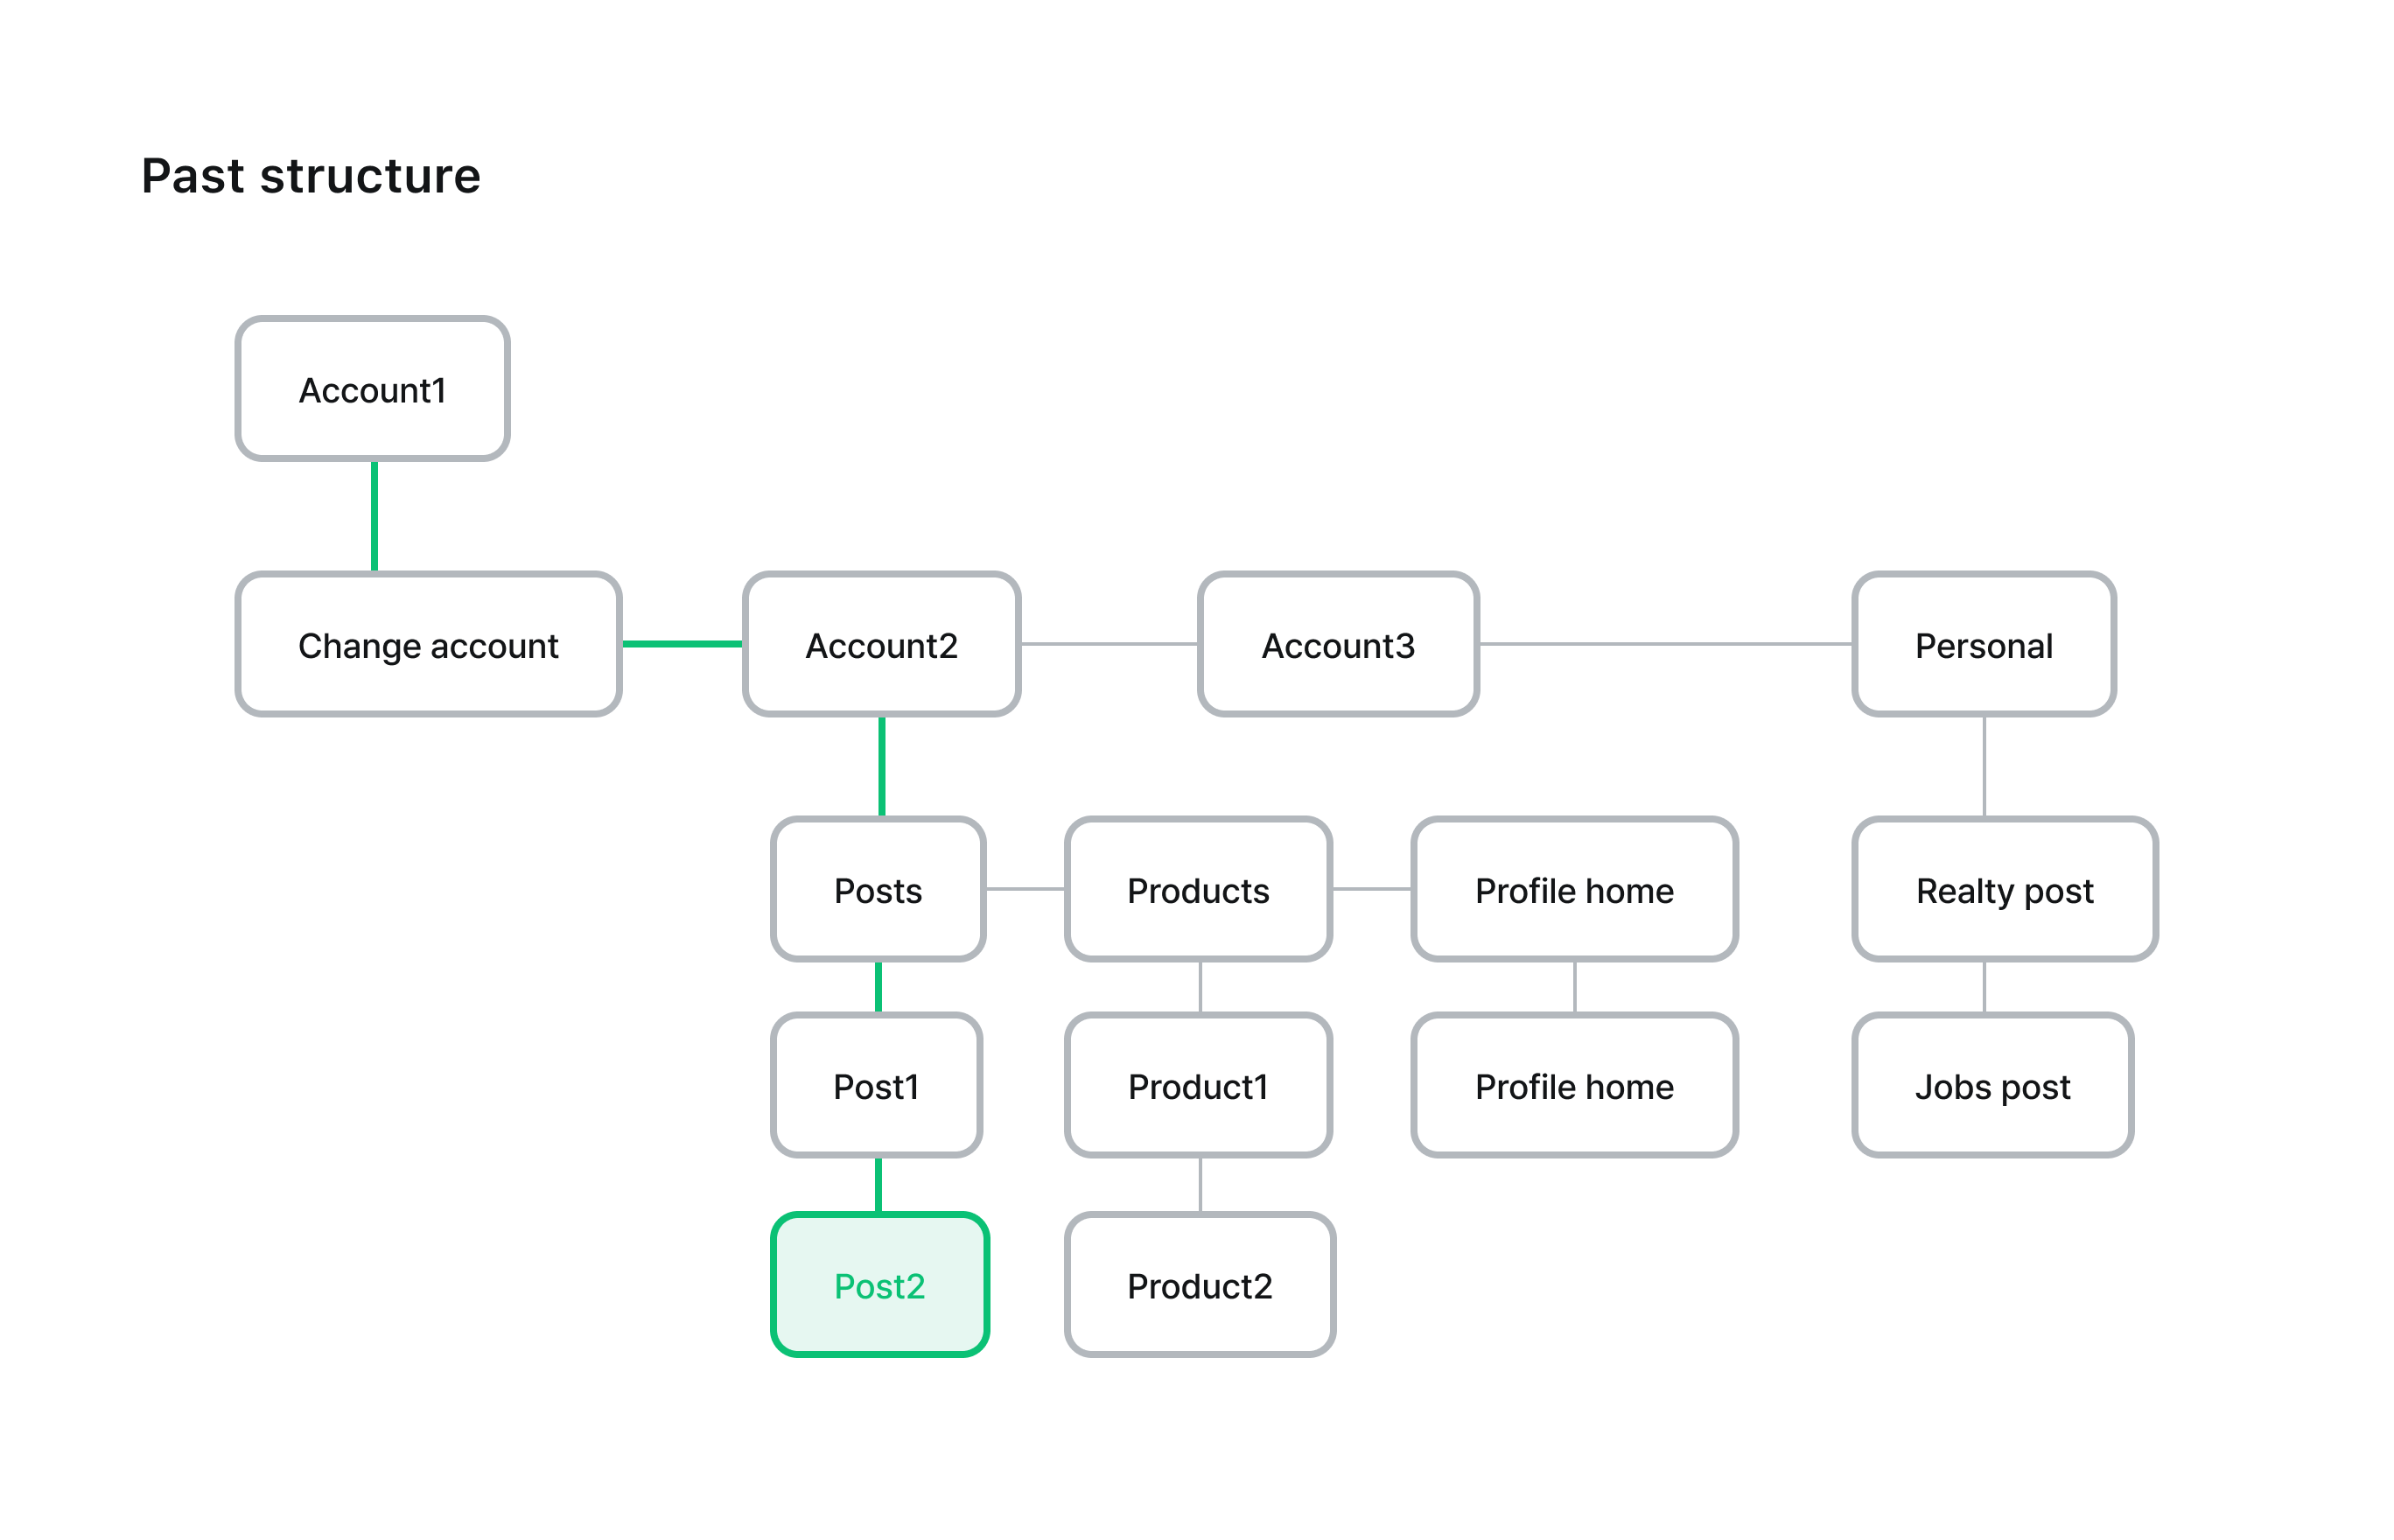 Past structure
Account1
Change account
Account2
Account3
Personal
Posts
Products
Profile home
Realty post
Post1
Product1
Profile home
Jobs post
Post2
Product2